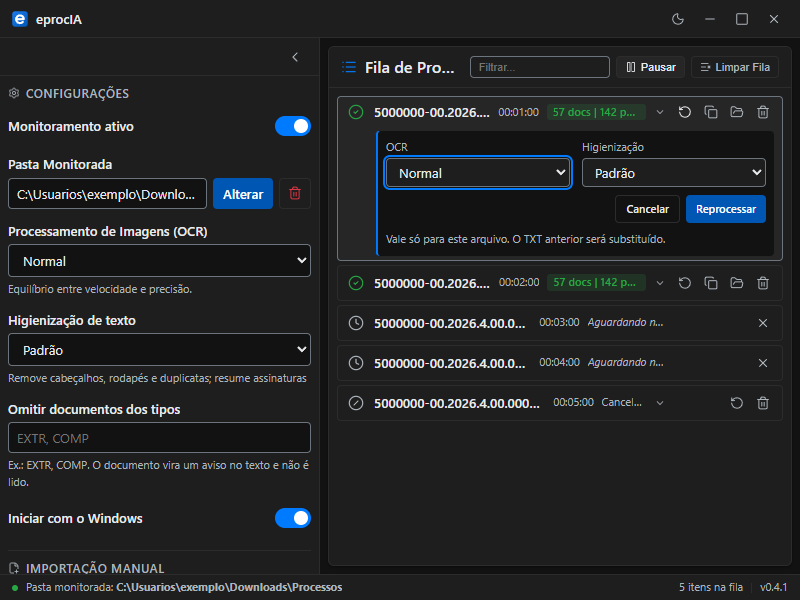 eprocIA
CONFIGURAÇÕES
Monitoramento ativo
Pasta Monitorada
C:\Usuarios\exemplo\Downlo... Alterar
Processamento de Imagens (OCR)
Normal
Equilíbrio entre velocidade e precisão.
Higienização de texto
Padrão
Remove cabeçalhos, rodapés e duplicatas; resume assinaturas
Omitir documentos dos tipos
EXTR, COMP
Ex.: EXTR, COMP. O documento vira um aviso no texto e não é
lido.
Iniciar com o Windows
IMPORTAÇÃO MANUAL
Fila de Pro... Filtrar... Pausar Limpar Fila
5000000-00.2026.... 00:01:00 57 docs | 142 p...
OCR Higienização
Normal Padrão
Cancelar Reprocessar
Vale só para este arquivo. O TXT anterior será substituído.
5000000-00.2026.... 00:02:00 57 docs | 142 p...
5000000-00.2026.4.00.0... 00:03:00 Aguardando n...
5000000-00.2026.4.00.0... 00:04:00 Aguardando n...
5000000-00.2026.4.00.000... 00:05:00 Cancel...
Pasta monitorada: C:\Usuarios\exemplo\Downloads\Processos 5 itens na fila v0.4.1